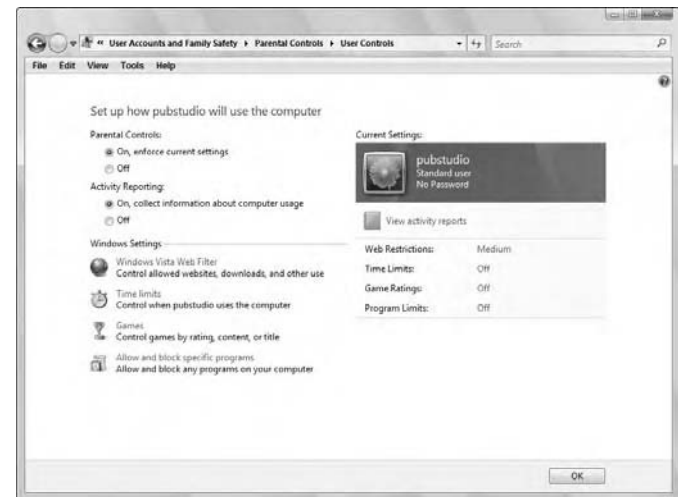 « User Accounts and Family Safety ▸ Parental Controls ▸ User Controls
Search
File Edit View Tools Help
Set up how pubstudio will use the computer
Parental Controls:
On, enforce current settings
Off
Activity Reporting:
On, collect information about computer usage
Off
Windows Settings
Windows Vista Web Filter
Control allowed websites, downloads, and other use
Time limits
Control when pubstudio uses the computer
Games
Control games by rating, content, or title
Allow and block specific programs
Allow and block any programs on your computer
Current Settings:
pubstudio
Standard user
No Password
View activity reports
Web Restrictions: Medium
Time Limits: Off
Game Ratings: Off
Program Limits: Off
OK